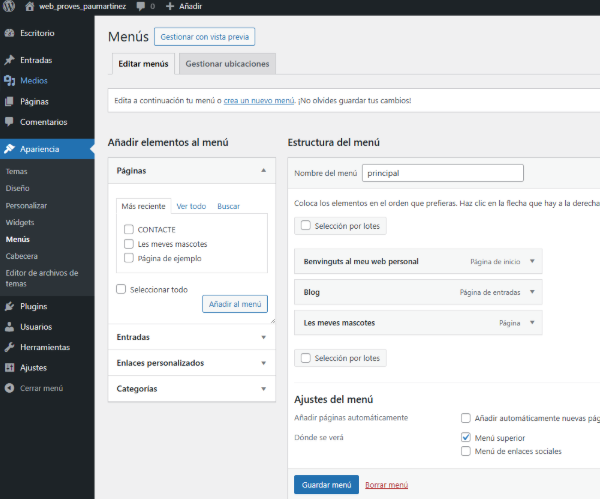 web_proves_paumartinez 0 Añadir
Escritorio
Entradas
Medios
Páginas
Comentarios
Apariencia
Temas
Diseño
Personalizar
Widgets
Menús
Cabecera
Editor de archivos de
temas
Plugins
Usuarios
Herramientas
Ajustes
Cerrar menú
Menús Gestionar con vista previa
Editar menús Gestionar ubicaciones
Edita a continuación tu menú o crea un nuevo menú. ¡No olvides guardar tus cambios!
Añadir elementos al menú
Páginas
Más reciente Ver todo Buscar
CONTACTE
Les meves mascotes
Página de ejemplo
Seleccionar todo
Añadir al menú
Entradas
Enlaces personalizados
Categorías
Estructura del menú
Nombre del menú principal
Coloca los elementos en el orden que prefieras. Haz clic en la flecha que hay a la derecha
Selección por lotes
Benvinguts al meu web personal Página de inicio
Blog Página de entradas
Les meves mascotes Página
Selección por lotes
Ajustes del menú
Añadir páginas automáticamente Añadir automáticamente nuevas pág
Dónde se verá Menú superior
Menú de enlaces sociales
Guardar menú Borrar menú